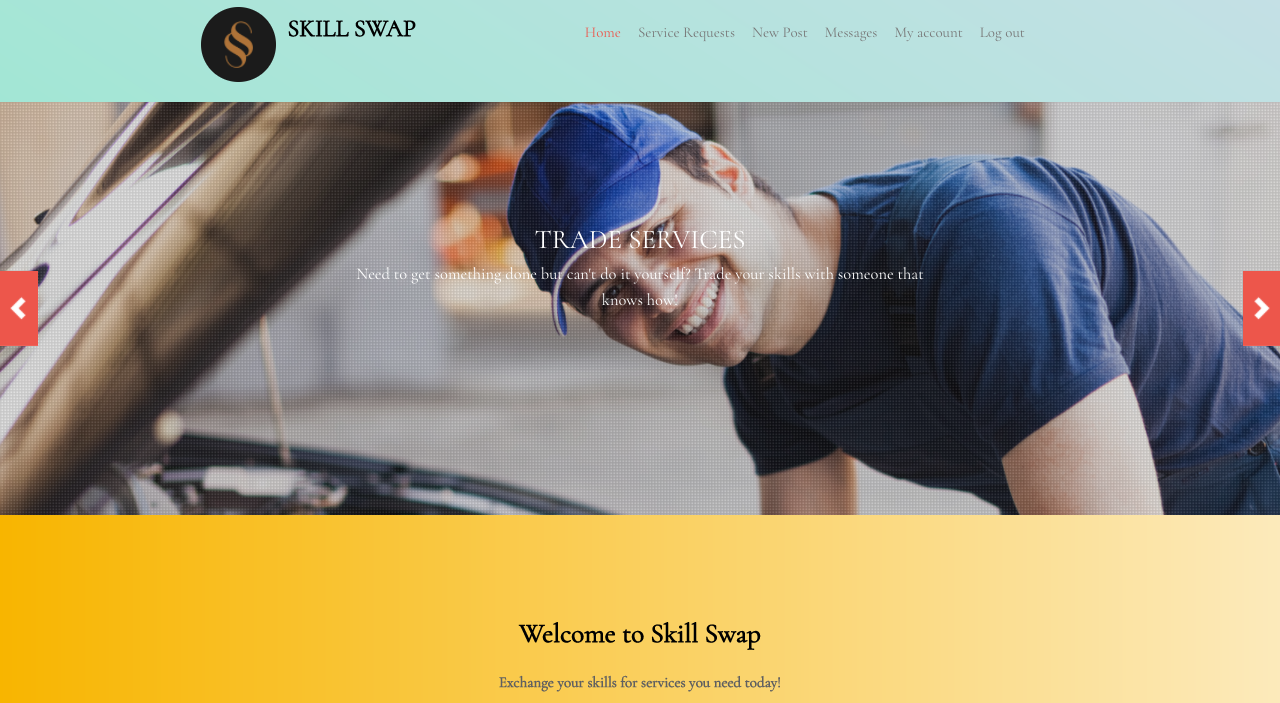 SKILL SWAP
Home Service Requests New Post Messages My account Log out
TRADE SERVICES
Need to get something done but can't do it yourself? Trade your skills with someone that
knows how!
Welcome to Skill Swap
Exchange your skills for services you need today!